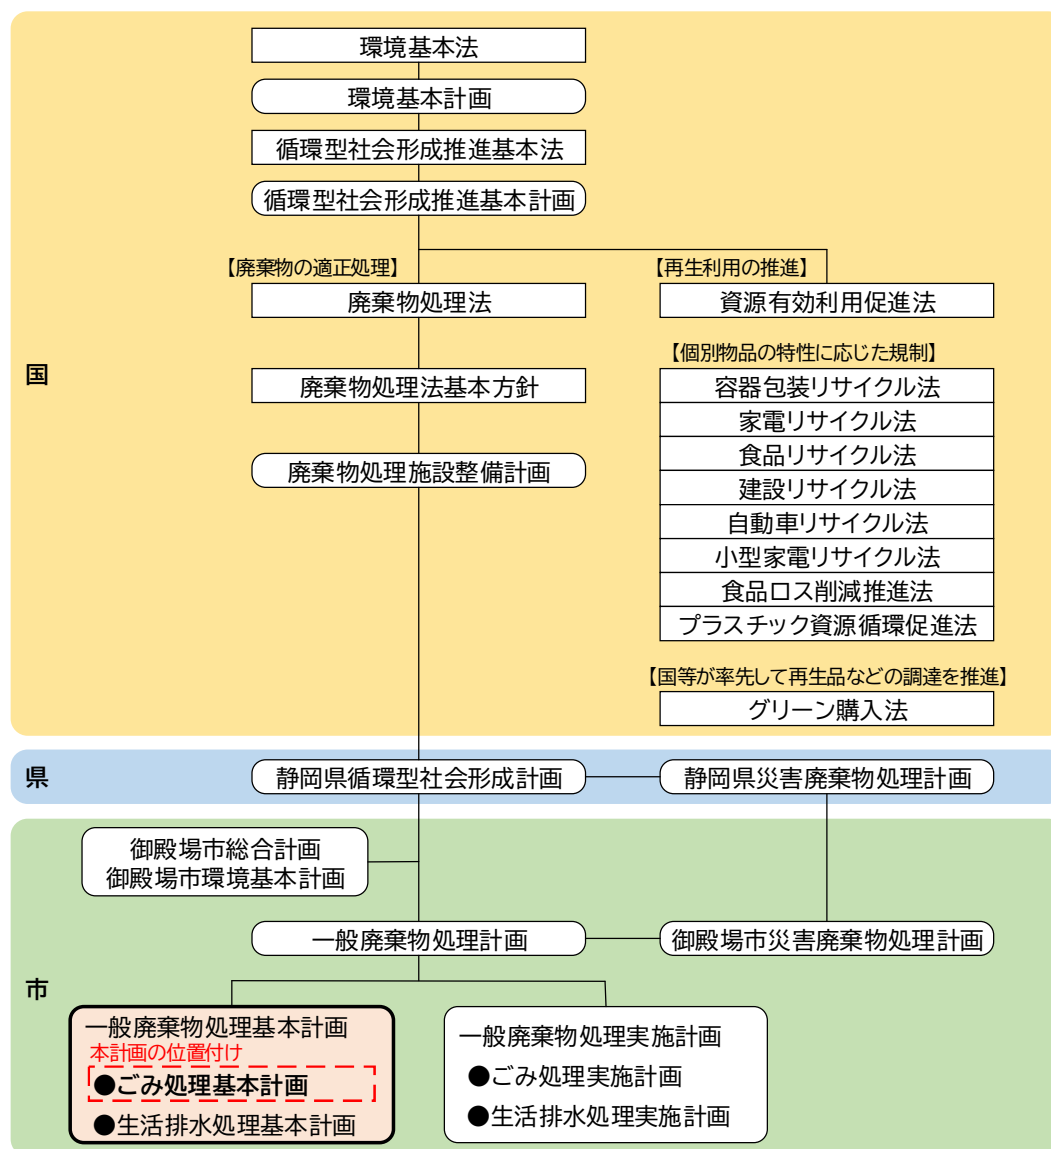 国
環境基本法
環境基本計画
循環型社会形成推進基本法
循環型社会形成推進基本計画
【廃棄物の適正処理】
廃棄物処理法
廃棄物処理法基本方針
廃棄物処理施設整備計画
【再生利用の推進】
資源有効利用促進法
【個別物品の特性に応じた規制】
容器包装リサイクル法
家電リサイクル法
食品リサイクル法
建設リサイクル法
自動車リサイクル法
小型家電リサイクル法
食品ロス削減推進法
プラスチック資源循環促進法
【国等が率先して再生品などの調達を推進】
グリーン購入法
県
静岡県循環型社会形成計画
静岡県災害廃棄物処理計画
市
御殿場市総合計画
御殿場市環境基本計画
一般廃棄物処理計画
御殿場市災害廃棄物処理計画
一般廃棄物処理基本計画
本計画の位置付け
●ごみ処理基本計画
●生活排水処理基本計画
一般廃棄物処理実施計画
●ごみ処理実施計画
●生活排水処理実施計画